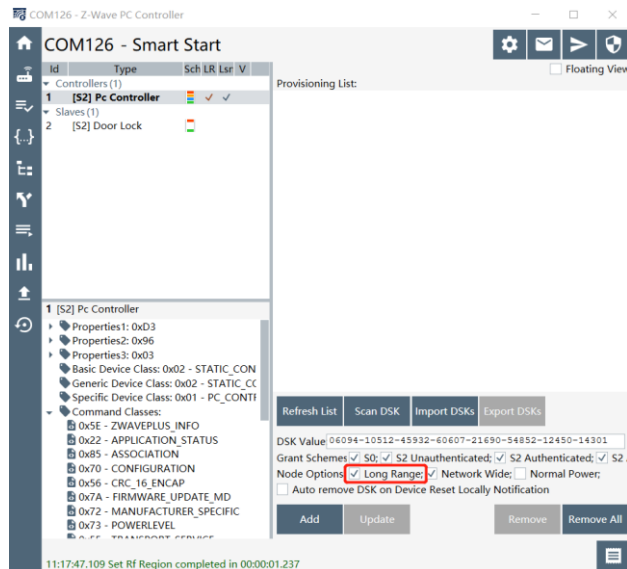 COM126 - Z-Wave PC Controller
COM126 - Smart Start
Floating View
Id Type Sch LR Lsr V
Controllers (1)
1 [S2] Pc Controller
Slaves (1)
2 [S2] Door Lock
Provisioning List:
1 [S2] Pc Controller
Properties1: 0xD3
Properties2: 0x96
Properties3: 0x03
Basic Device Class: 0x02 - STATIC_CON
Generic Device Class: 0x02 - STATIC_CC
Specific Device Class: 0x01 - PC_CONTF
Command Classes:
0x5E - ZWAVEPLUS_INFO
0x22 - APPLICATION_STATUS
0x85 - ASSOCIATION
0x70 - CONFIGURATION
0x56 - CRC_16_ENCAP
0x7A - FIRMWARE_UPDATE_MD
0x72 - MANUFACTURER_SPECIFIC
0x73 - POWERLEVEL
Refresh List Scan DSK Import DSKs Export DSKs
DSK Value 06094-10512-45932-60607-21690-54852-12450-14301
Grant Schemes S0; S2 Unauthenticated; S2 Authenticated; S2
Node Options Long Range; Network Wide; Normal Power;
Auto remove DSK on Device Reset Locally Notification
Add Update Remove Remove All
11:17:47.109 Set Rf Region completed in 00:00:01.237